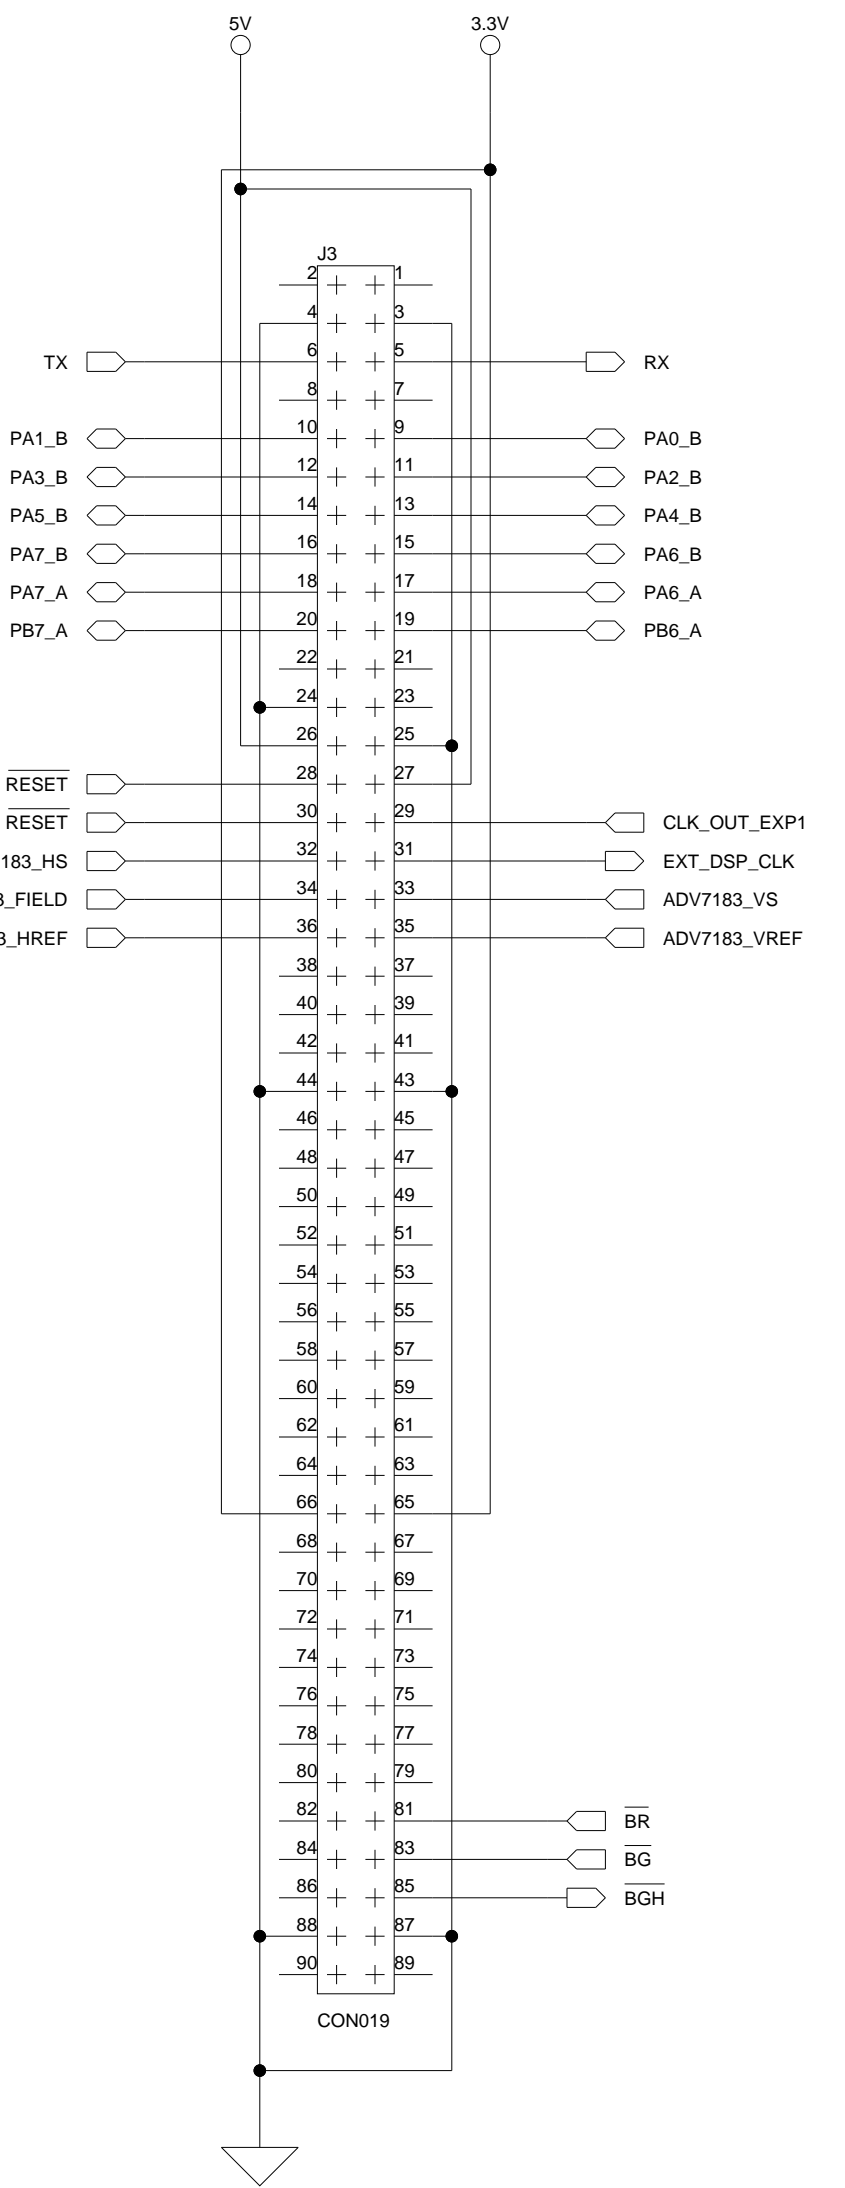 5V 3.3V
J3
2 1
4 3
TX 6 5 RX
8 7
PA1_B 10 9 PA0_B
PA3_B 12 11 PA2_B
PA5_B 14 13 PA4_B
PA7_B 16 15 PA6_B
PA7_A 18 17 PA6_A
PB7_A 20 19 PB6_A
22 21
24 23
26 25
RESET 28 27
RESET 30 29 CLK_OUT_EXP1
183_HS 32 31 EXT_DSP_CLK
3_FIELD 34 33 ADV7183_VS
3_HREF 36 35 ADV7183_VREF
38 37
40 39
42 41
44 43
46 45
48 47
50 49
52 51
54 53
56 55
58 57
60 59
62 61
64 63
66 65
68 67
70 69
72 71
74 73
76 75
78 77
80 79
82 81 BR
84 83 BG
86 85 BGH
88 87
90 89
CON019